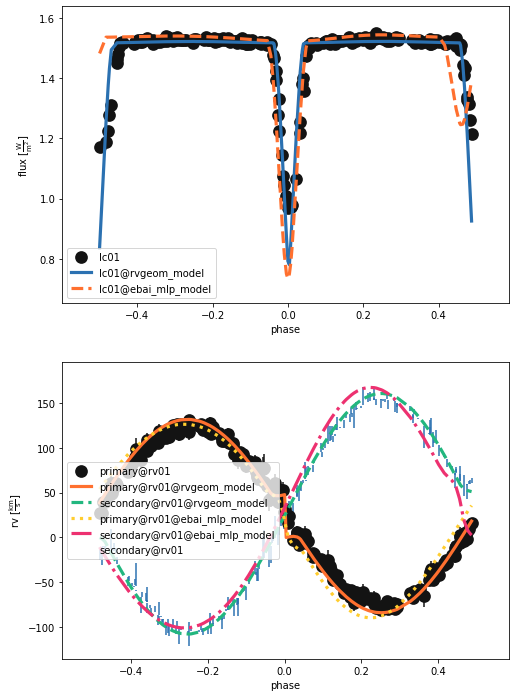 1.6
1.4
1.2
1.0
0.8
flux [W/m²]
lc01
lc01@rvgeom_model
lc01@ebai_mlp_model
−0.4 −0.2 0.0 0.2 0.4
phase
150
100
50
0
−50
−100
rv [km/s]
primary@rv01
primary@rv01@rvgeom_model
secondary@rv01@rvgeom_model
primary@rv01@ebai_mlp_model
secondary@rv01@ebai_mlp_model
secondary@rv01
−0.4 −0.2 0.0 0.2 0.4
phase